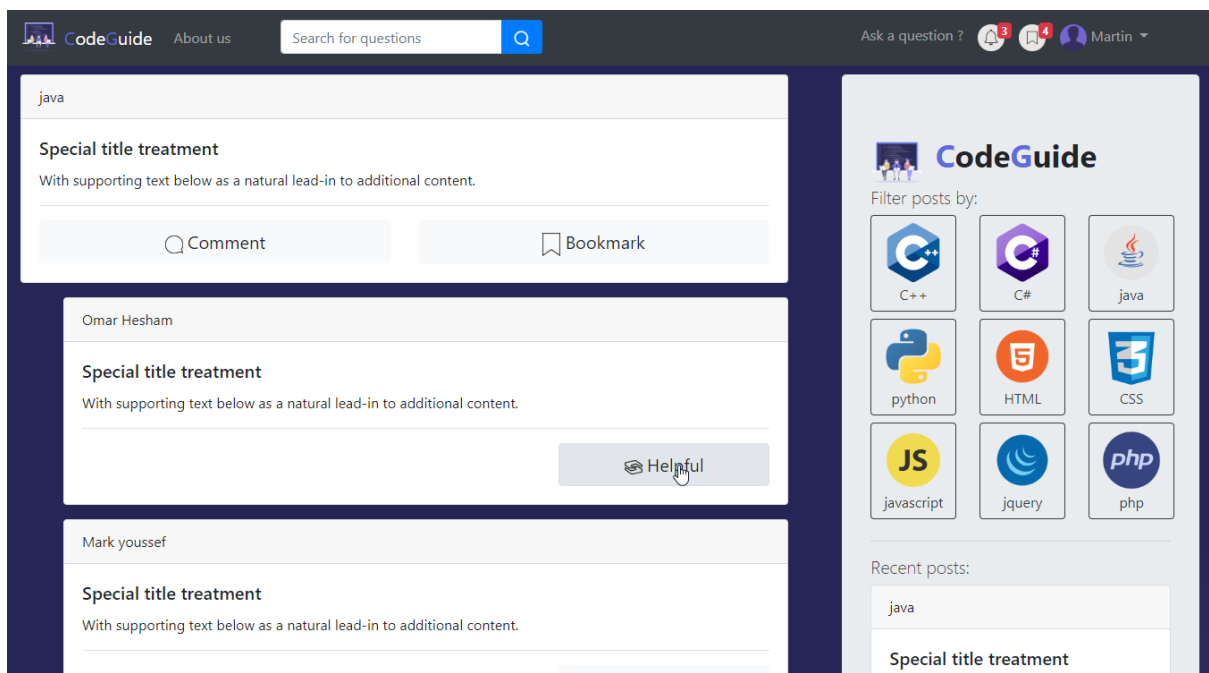 CodeGuide About us Search for questions Ask a question ? 3 4 Martin
java
Special title treatment
With supporting text below as a natural lead-in to additional content.
Comment Bookmark
Omar Hesham
Special title treatment
With supporting text below as a natural lead-in to additional content.
Helpful
Mark youssef
Special title treatment
With supporting text below as a natural lead-in to additional content.
CodeGuide
Filter posts by:
C++ C# java
python HTML CSS
JS php
javascript jquery php
Recent posts:
java
Special title treatment